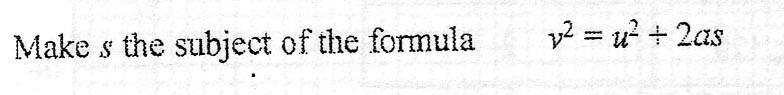 Make s the subject of the formula v² = u² + 2as